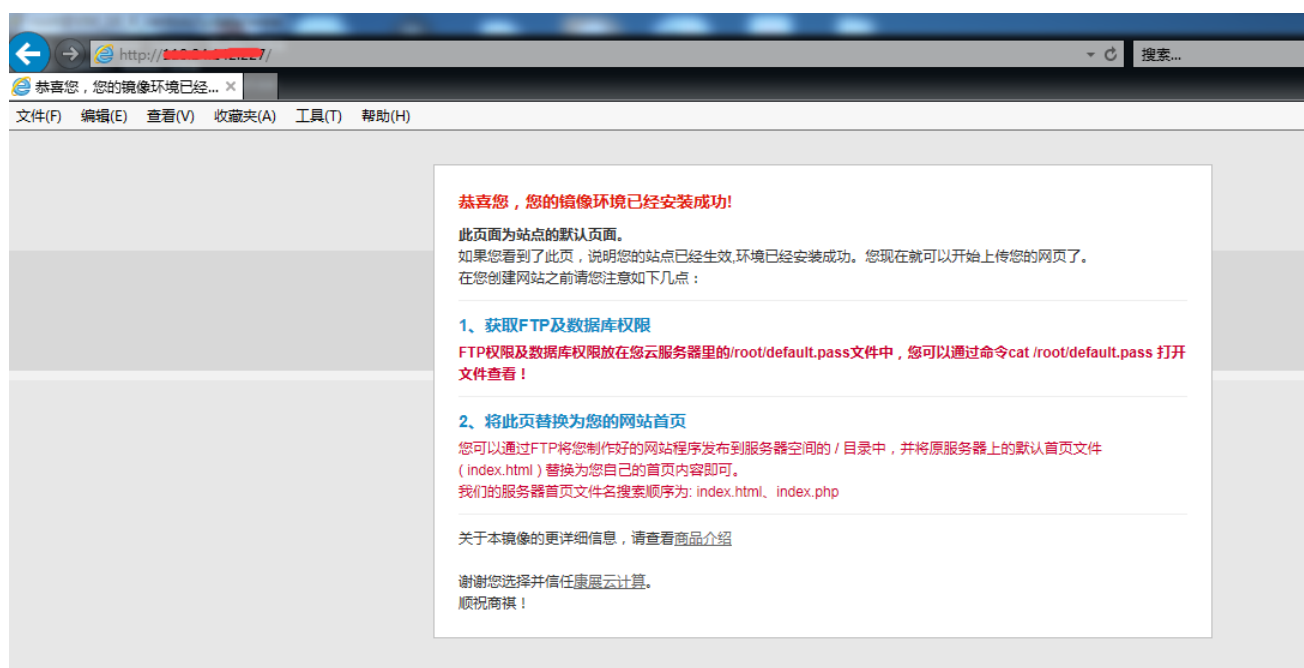 http://
搜索...
恭喜您，您的镜像环境已经...
文件(F) 编辑(E) 查看(V) 收藏夹(A) 工具(T) 帮助(H)
恭喜您，您的镜像环境已经安装成功!
此页面为站点的默认页面。
如果您看到了此页，说明您的站点已经生效,环境已经安装成功。您现在就可以开始上传您的网页了。
在您创建网站之前请您注意如下几点：
1、获取FTP及数据库权限
FTP权限及数据库权限放在您云服务器里的/root/default.pass文件中，您可以通过命令cat /root/default.pass 打开
文件查看！
2、将此页替换为您的网站首页
您可以通过FTP将您制作好的网站程序发布到服务器空间的 / 目录中，并将原服务器上的默认首页文件
( index.html ) 替换为您自己的首页内容即可。
我们的服务器首页文件名搜索顺序为: index.html、index.php
关于本镜像的更详细信息，请查看商品介绍
谢谢您选择并信任康展云计算。
顺祝商祺！